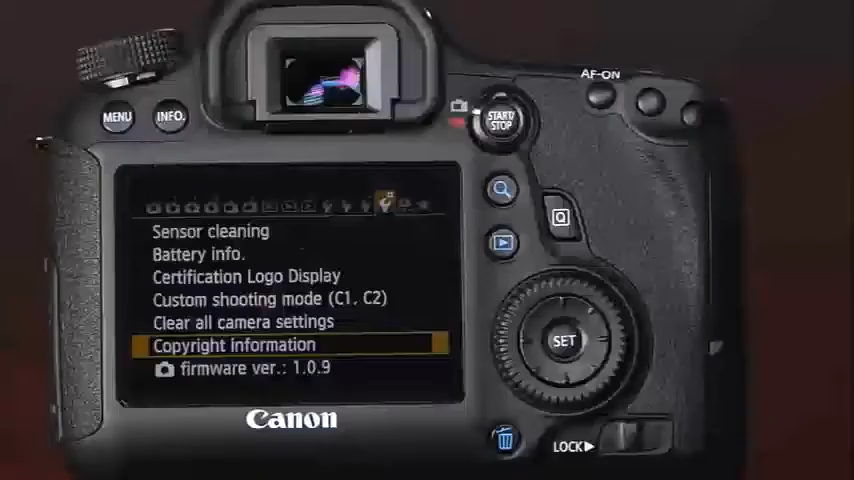 AF-ON
MENU
INFO.
START/
STOP
Q
Sensor cleaning
Battery info.
Certification Logo Display
Custom shooting mode (C1, C2)
Clear all camera settings
Copyright information
firmware ver.: 1.0.9
SET
Canon
LOCK▶